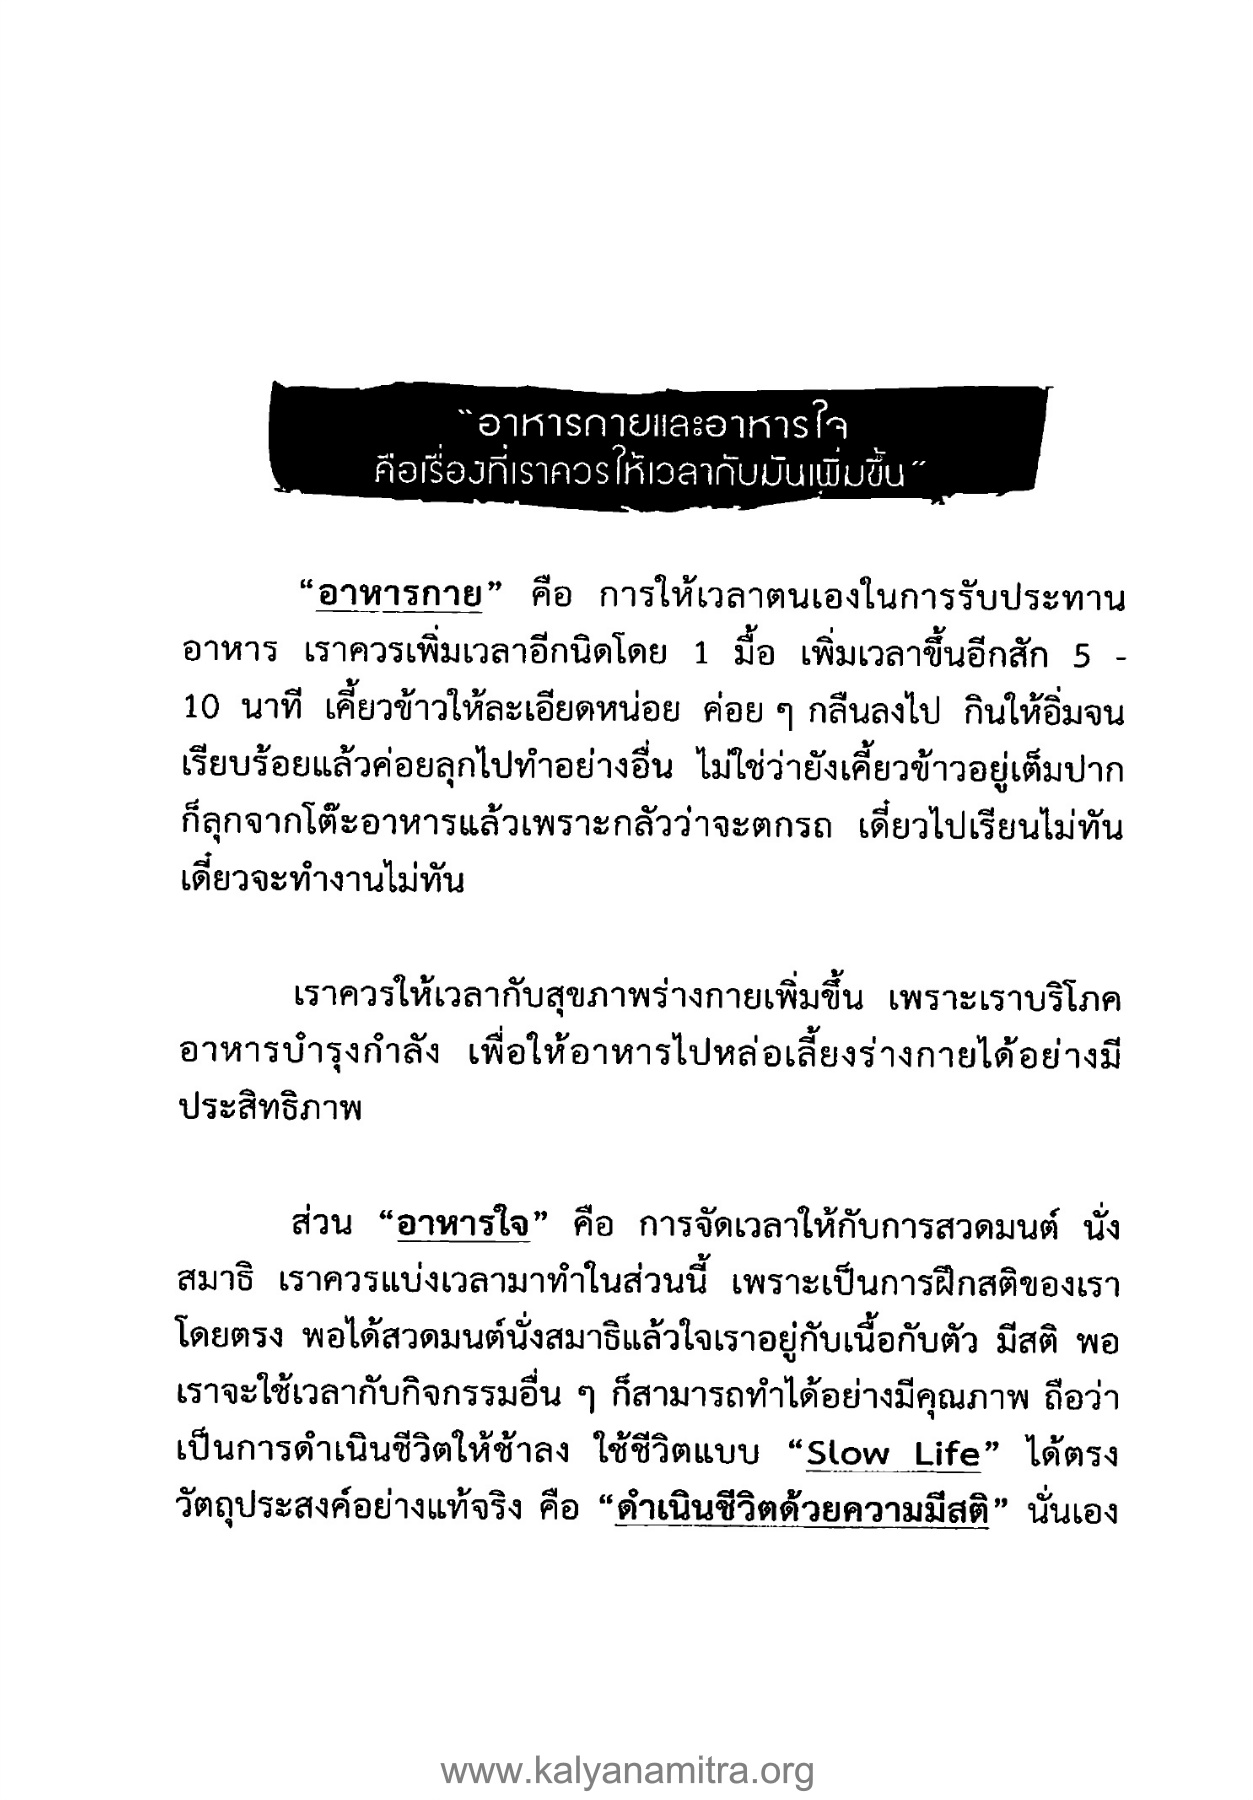 “อาหารกายและอาหารใจ
คือเรื่องที่เราควรให้เวลากับมันเพิ่มขึ้น”
“อาหารกาย” คือ การให้เวลาตนเองในการรับประทาน
อาหาร เราควรเพิ่มเวลาอีกนิดโดย 1 มื้อ เพิ่มเวลาขึ้นอีกสัก 5 -
10 นาที เคี้ยวข้าวให้ละเอียดหน่อย ค่อย ๆ กลืนลงไป กินให้อิ่มจน
เรียบร้อยแล้วค่อยลุกไปทำอย่างอื่น ไม่ใช่ว่ายังเคี้ยวข้าวอยู่เต็มปาก
ก็ลุกจากโต๊ะอาหารแล้วเพราะกลัวว่าจะตกรถ เดี๋ยวไปเรียนไม่ทัน
เดี๋ยวจะทำงานไม่ทัน
เราควรให้เวลากับสุขภาพร่างกายเพิ่มขึ้น เพราะเราบริโภค
อาหารบำรุงกำลัง เพื่อให้อาหารไปหล่อเลี้ยงร่างกายได้อย่างมี
ประสิทธิภาพ
ส่วน “อาหารใจ” คือ การจัดเวลาให้กับการสวดมนต์ นั่ง
สมาธิ เราควรแบ่งเวลามาทำในส่วนนี้ เพราะเป็นการฝึกสติของเรา
โดยตรง พอได้สวดมนต์นั่งสมาธิแล้วใจเราอยู่กับเนื้อกับตัว มีสติ พอ
เราจะใช้เวลากับกิจกรรมอื่น ๆ ก็สามารถทำได้อย่างมีคุณภาพ ถือว่า
เป็นการดำเนินชีวิตให้ช้าลง ใช้ชีวิตแบบ “Slow Life” ได้ตรง
วัตถุประสงค์อย่างแท้จริง คือ “ดำเนินชีวิตด้วยความมีสติ” นั่นเอง
www.kalyanamitra.org